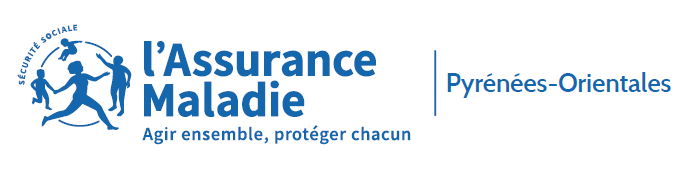 SÉCURITÉ SOCIALE
l'Assurance
Maladie
Agir ensemble, protéger chacun
Pyrénées-Orientales